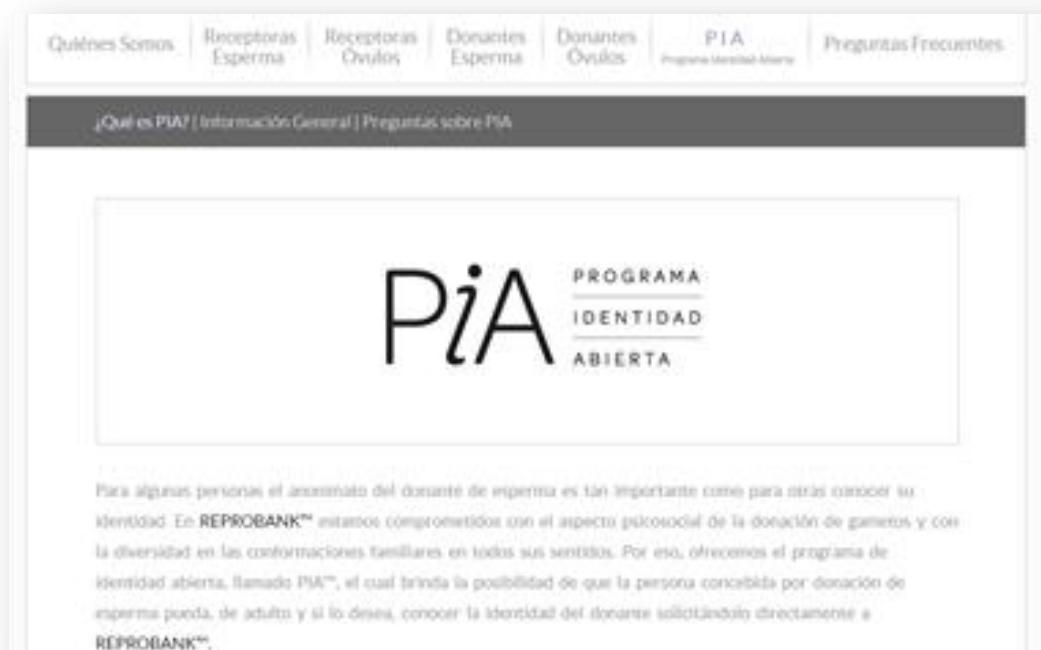 Quiénes Somos
Receptoras
Esperma
Receptoras
Óvulos
Donantes
Esperma
Donantes
Óvulos
PIA
Programa Identidad Abierta
Preguntas Frecuentes
¿Qué es PIA? | Información General | Preguntas sobre PIA
PiA
PROGRAMA
IDENTIDAD
ABIERTA
Para algunas personas el anonimato del donante de esperma es tan importante como para otras conocer su
identidad. En REPROBANK™ estamos comprometidos con el aspecto psicosocial de la donación de gametos y con
la diversidad en las conformaciones familiares en todos sus sentidos. Por eso, ofrecemos el programa de
identidad abierta, llamado PIA™, el cual brinda la posibilidad de que la persona concebida por donación de
esperma pueda, de adulto y si lo desea, conocer la identidad del donante solicitándolo directamente a
REPROBANK™.